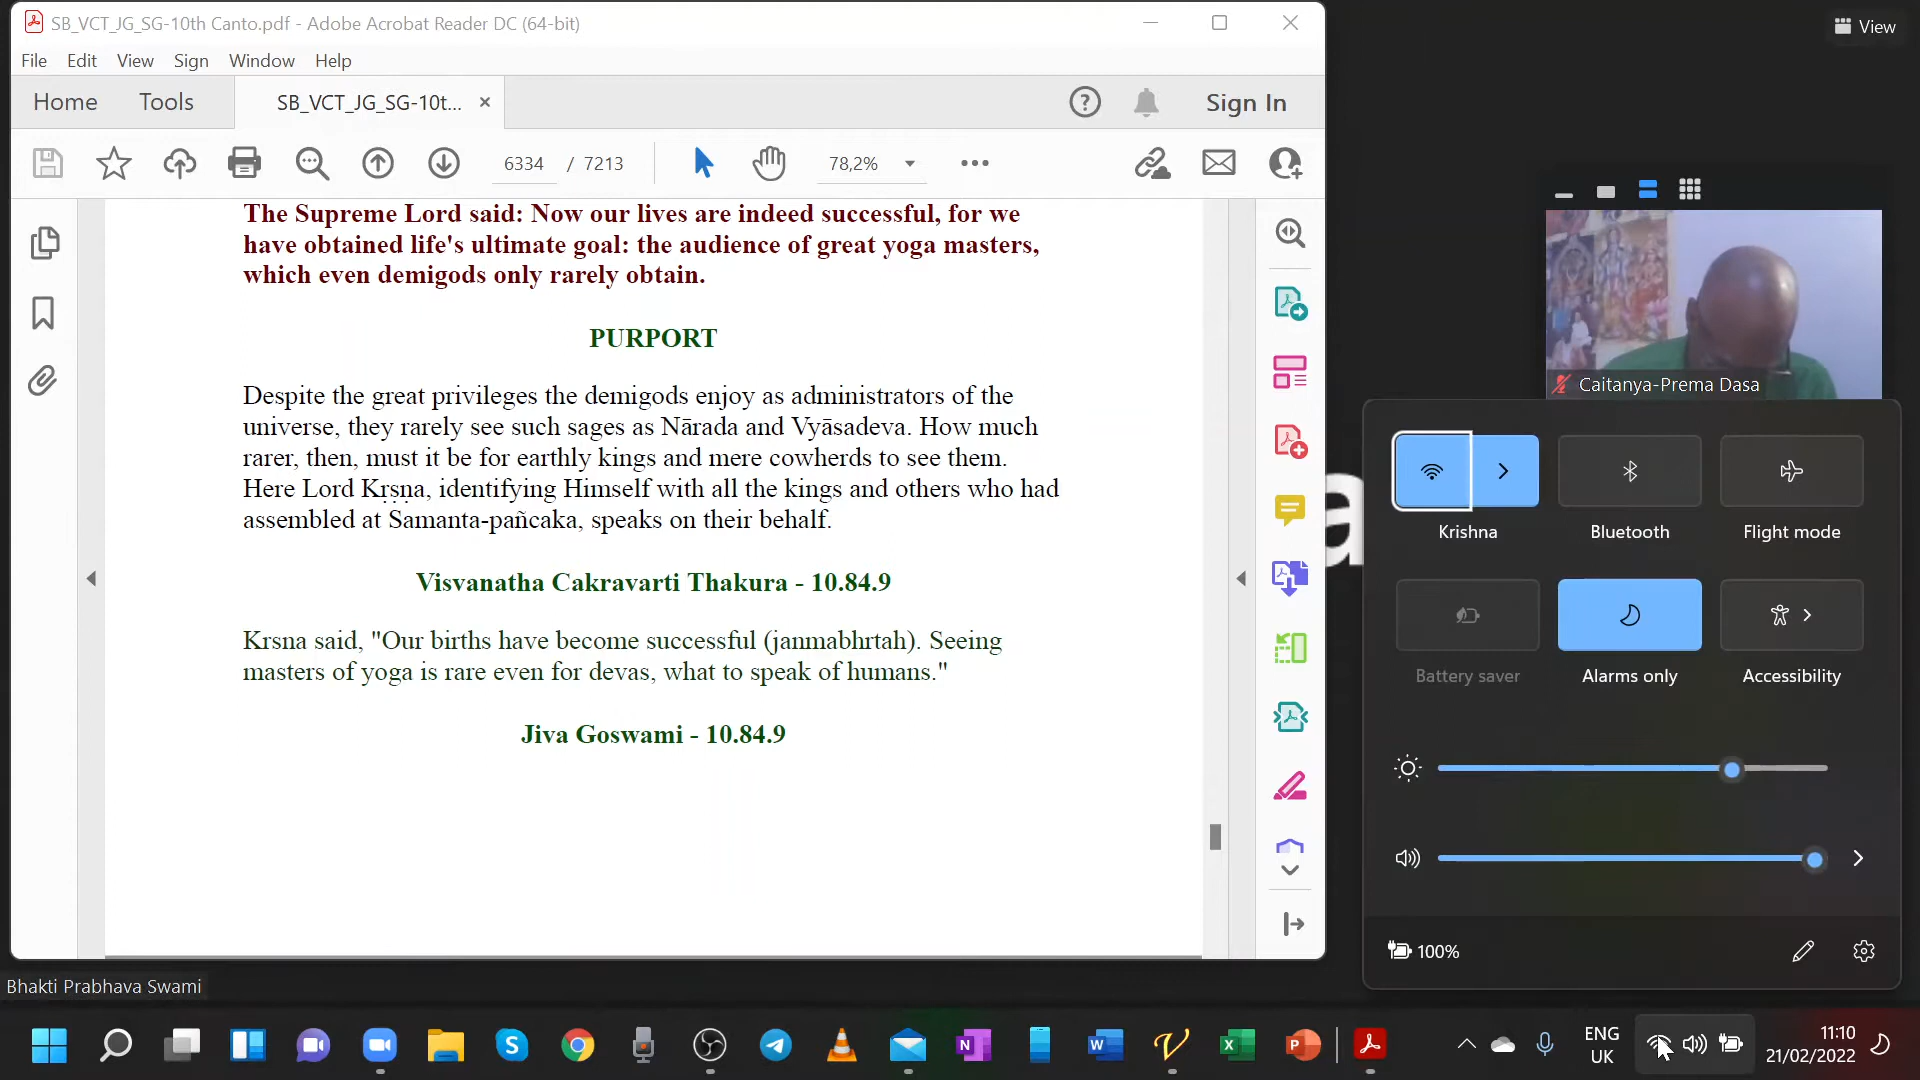 SB_VCT_JG_SG-10th Canto.pdf - Adobe Acrobat Reader DC (64-bit)
View
File Edit View Sign Window Help
Home Tools SB_VCT_JG_SG-10t... × Sign In
6334 / 7213 78,2%
The Supreme Lord said: Now our lives are indeed successful, for we
have obtained life's ultimate goal: the audience of great yoga masters,
which even demigods only rarely obtain.
PURPORT
Despite the great privileges the demigods enjoy as administrators of the
universe, they rarely see such sages as Nārada and Vyāsadeva. How much
rarer, then, must it be for earthly kings and mere cowherds to see them.
Here Lord Kṛṣṇa, identifying Himself with all the kings and others who had
assembled at Samanta-pañcaka, speaks on their behalf.
Visvanatha Cakravarti Thakura - 10.84.9
Krsna said, "Our births have become successful (janmabhrtah). Seeing
masters of yoga is rare even for devas, what to speak of humans."
Jiva Goswami - 10.84.9
Caitanya-Prema Dasa
a
Krishna Bluetooth Flight mode
Battery saver Alarms only Accessibility
100%
Bhakti Prabhava Swami
ENG
UK
11:10
21/02/2022